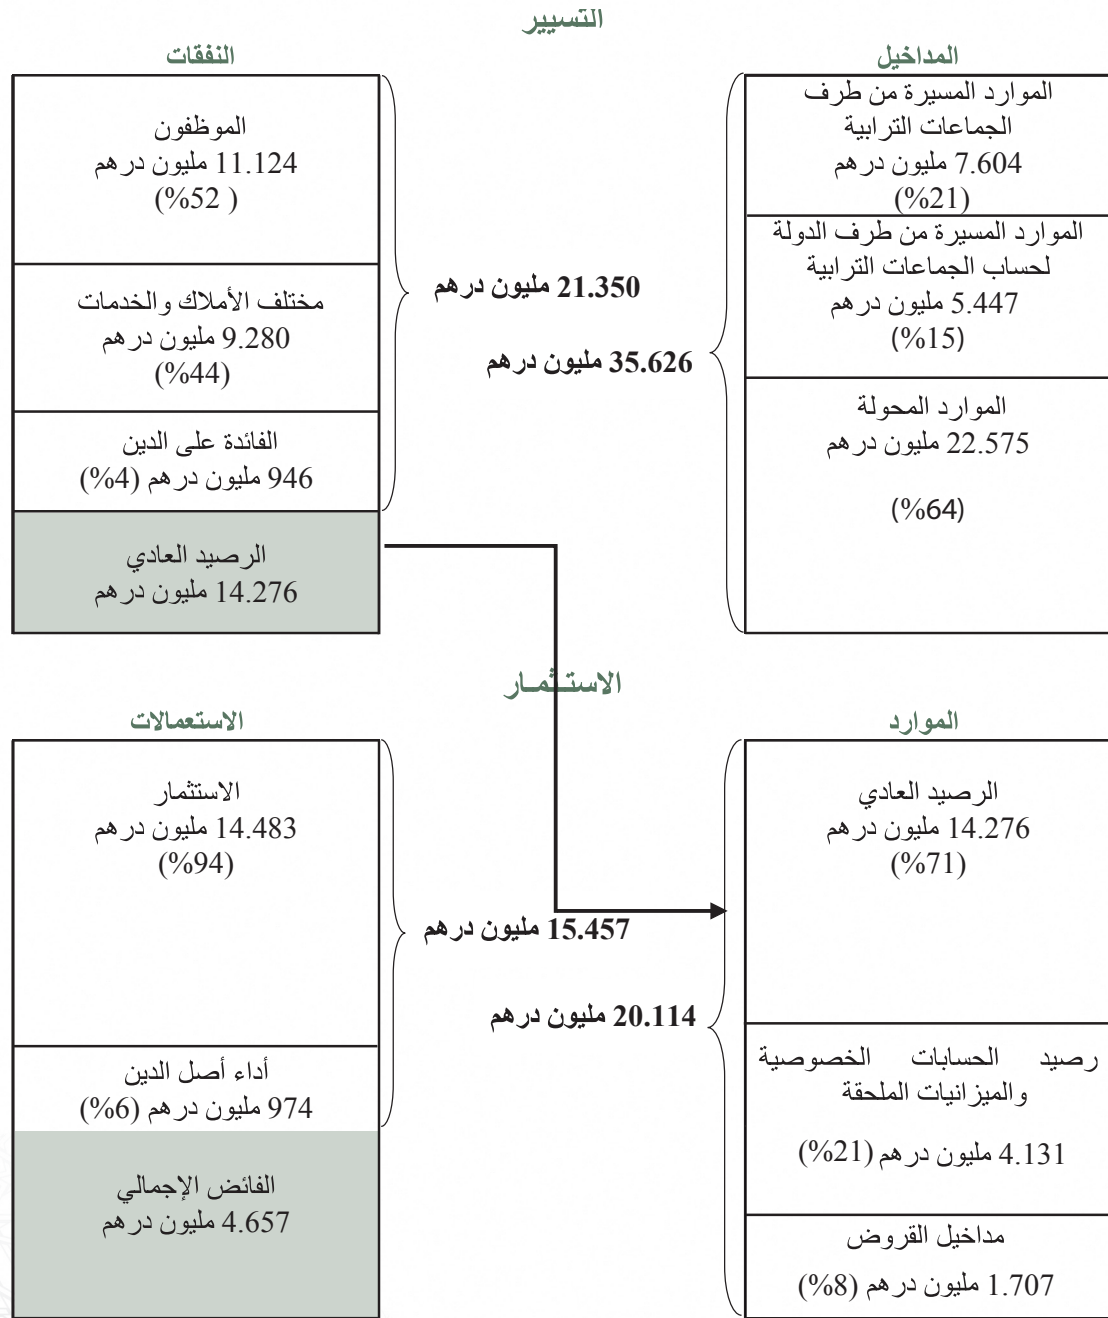 التسيير
المداخيل
الموارد المسيرة من طرف
الجماعات الترابية
7.604 مليون درهم
(%21)
الموارد المسيرة من طرف الدولة
لحساب الجماعات الترابية
5.447 مليون درهم
(%15)
الموارد المحولة
22.575 مليون درهم
(%64)
35.626 مليون درهم
النفقات
الموظفون
11.124 مليون درهم
(%52 )
مختلف الأملاك والخدمات
9.280 مليون درهم
(%44)
الفائدة على الدين
946 مليون درهم (%4)
21.350 مليون درهم
الرصيد العادي
14.276 مليون درهم
الاستثمار
الموارد
الرصيد العادي
14.276 مليون درهم
(%71)
رصيد الحسابات الخصوصية
والميزانيات الملحقة
4.131 مليون درهم (%21)
مداخيل القروض
1.707 مليون درهم (%8)
20.114 مليون درهم
الاستعمالات
الاستثمار
14.483 مليون درهم
(%94)
أداء أصل الدين
974 مليون درهم (%6)
15.457 مليون درهم
الفائض الإجمالي
4.657 مليون درهم